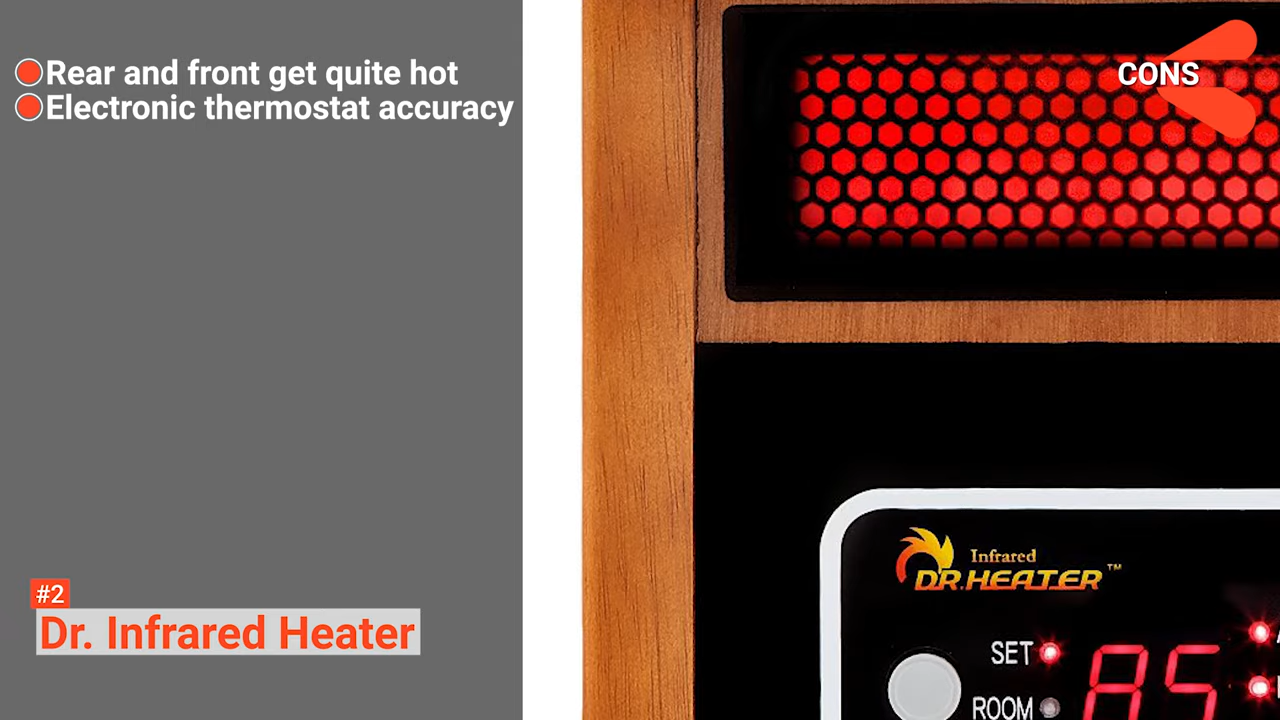 Rear and front get quite hot
Electronic thermostat accuracy
CONS
Infrared
DR.HEATER™
SET
85
ROOM
#2
Dr. Infrared Heater